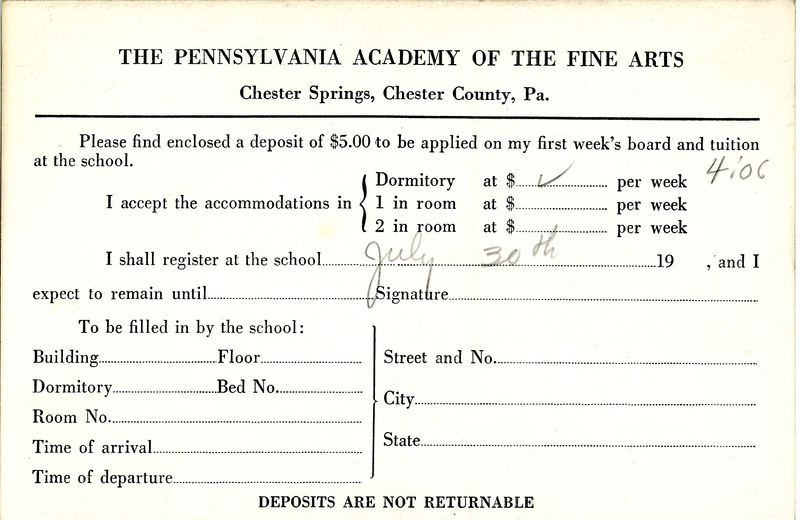 THE PENNSYLVANIA ACADEMY OF THE FINE ARTS
Chester Springs, Chester County, Pa.
Please find enclosed a deposit of $5.00 to be applied on my first week's board and tuition
at the school.
I accept the accommodations in { Dormitory at $ ✓ per week 4:06
1 in room at $ per week
2 in room at $ per week
I shall register at the school July 30th 19 , and I
expect to remain until Signature
To be filled in by the school:
Building Floor
Dormitory Bed No.
Room No.
Time of arrival
Time of departure
Street and No.
City
State
DEPOSITS ARE NOT RETURNABLE